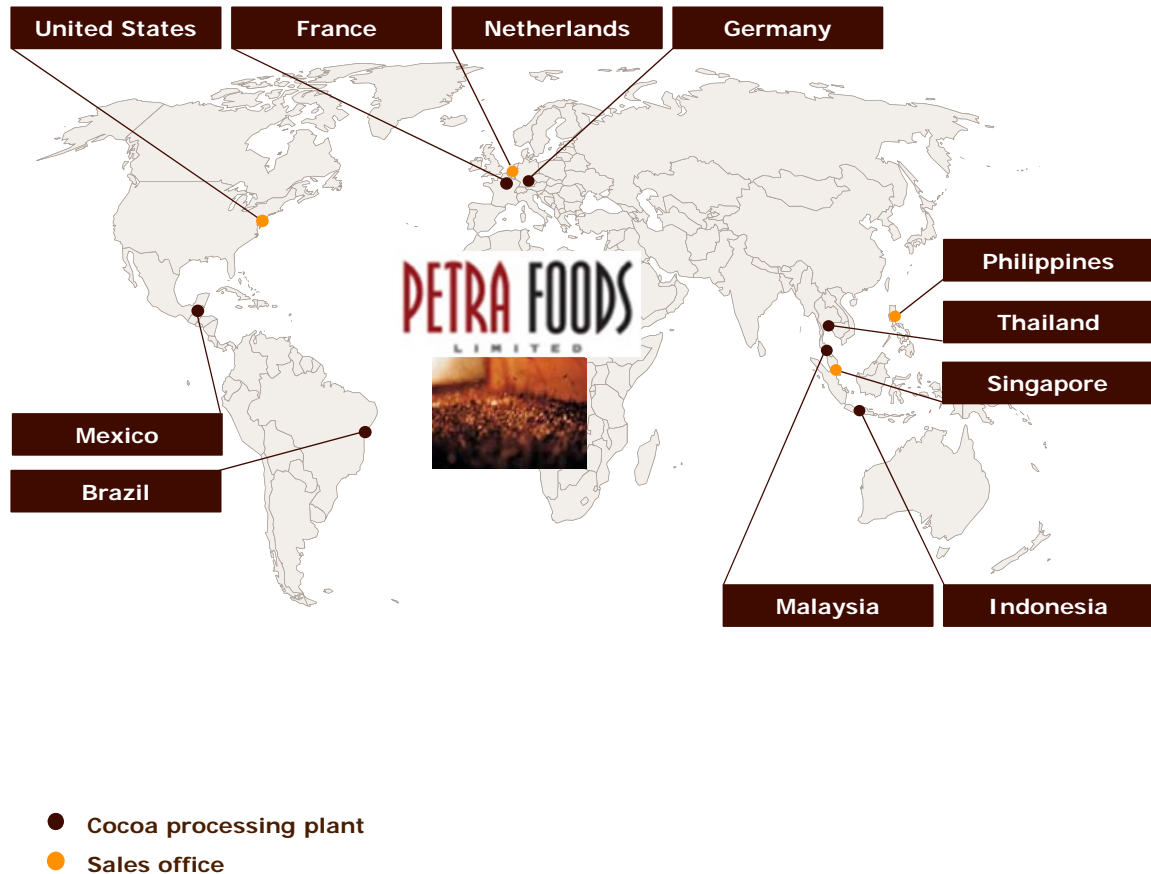 United States
France
Netherlands
Germany
PETRA FOODS
LIMITED
Philippines
Thailand
Singapore
Mexico
Brazil
Malaysia
Indonesia
Cocoa processing plant
Sales office